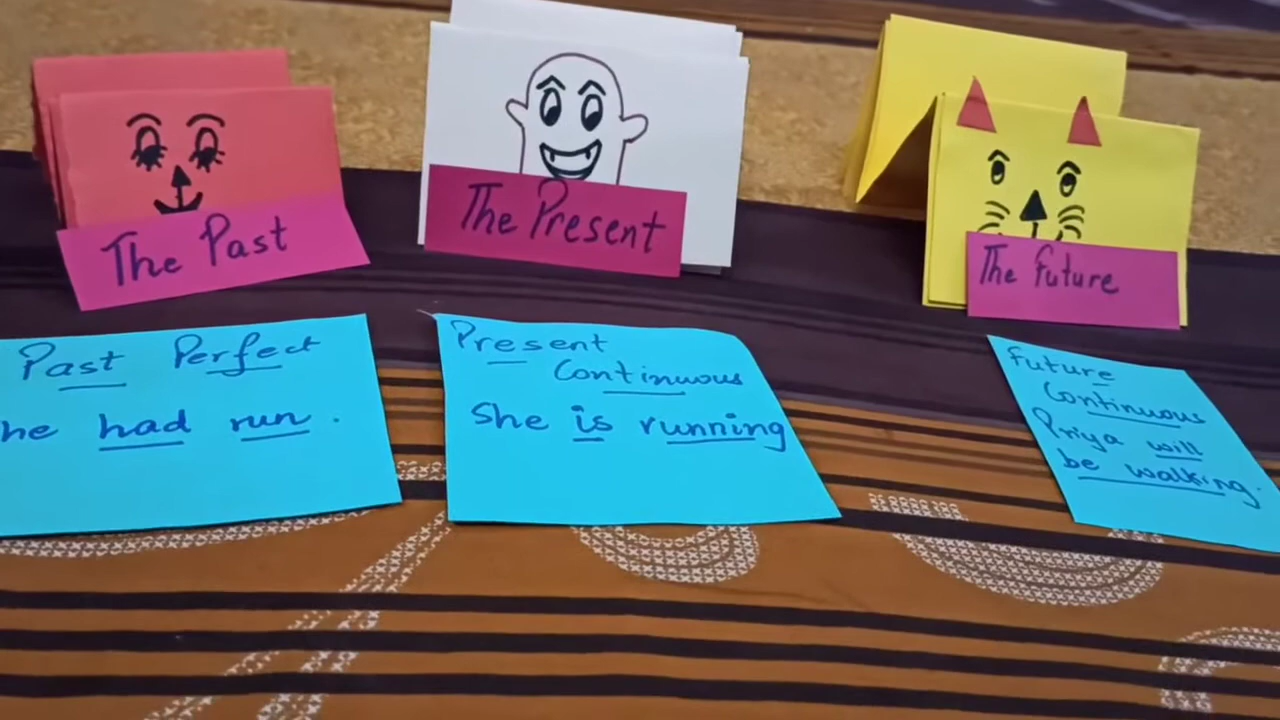 The Past
The Present
The Future
Past Perfect
he had run.
Present
Continuous
She is running
Future
Continuous
Priya will
be walking.